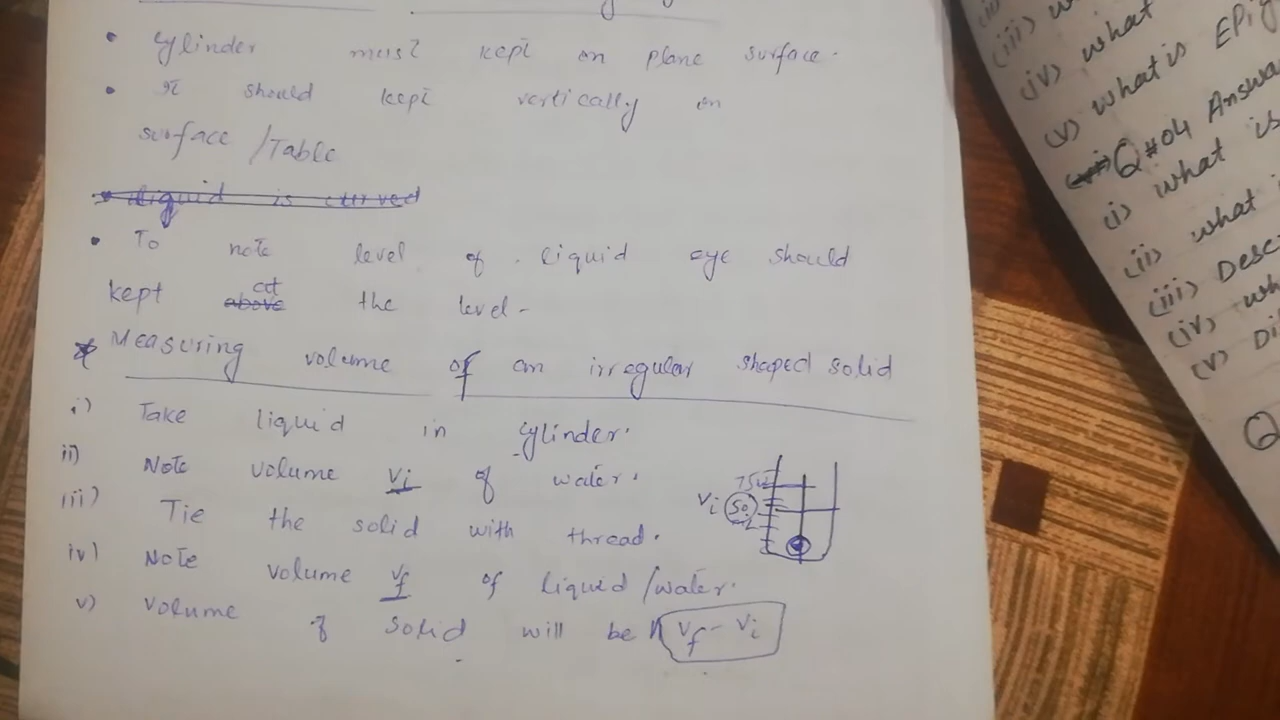 • Cylinder must kept on plane surface.
• It should kept vertically on
surface /Table
• liquid is curved
• To note level of liquid eye should
kept above at the level -
* Measuring volume of an irregular shaped solid
i) Take liquid in cylinder.
ii) Note volume Vi of water.
iii) Tie the solid with thread.
iv) Note volume Vf of liquid /water.
v) Volume of solid will be Vf - Vi
Vi 50
75
(iii)
(iv) what
(v) what is
Q#04
(i) what is
(ii) what
(iii)
(iv)
(v)
Q